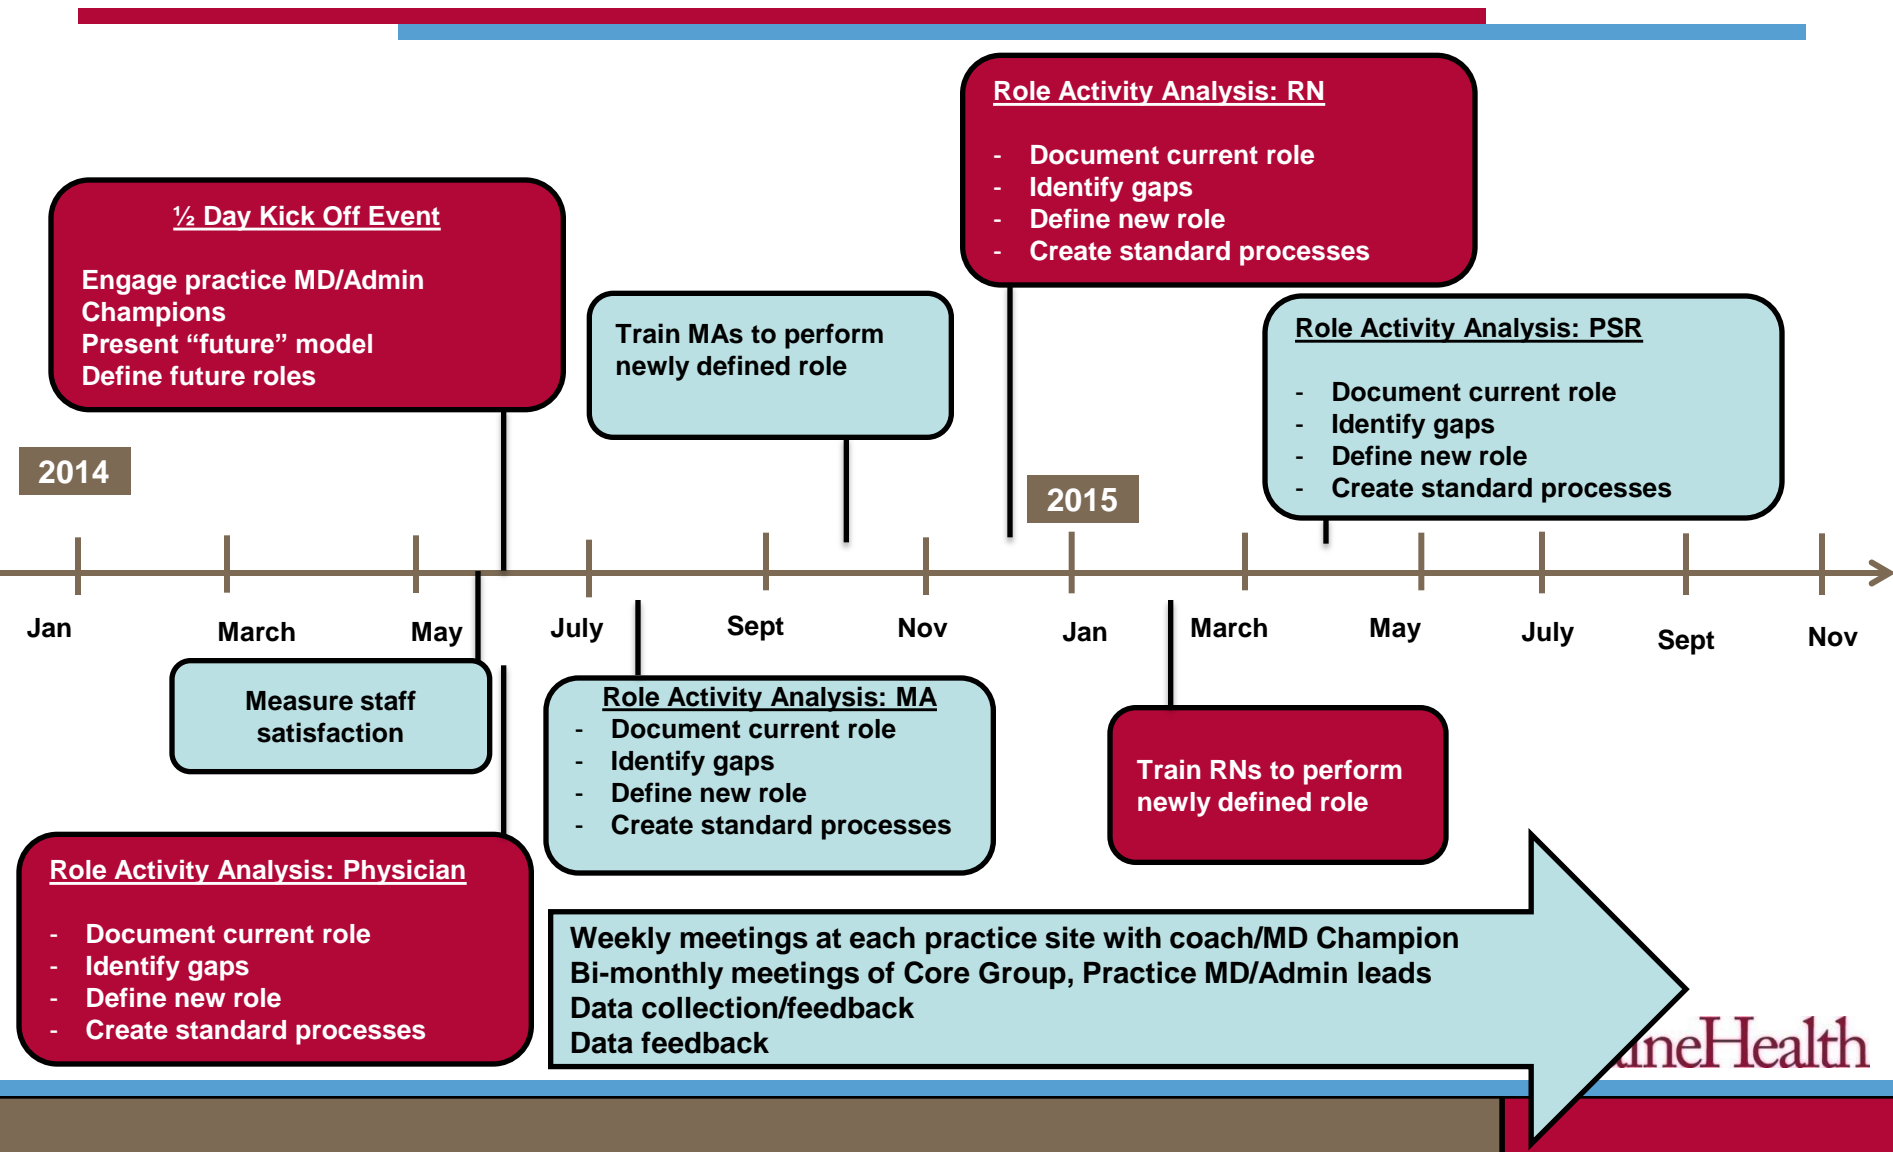 Role Activity Analysis: RN
- Document current role
- Identify gaps
- Define new role
- Create standard processes
½ Day Kick Off Event
Engage practice MD/Admin
Champions
Present “future” model
Define future roles
Train MAs to perform
newly defined role
Role Activity Analysis: PSR
- Document current role
- Identify gaps
- Define new role
- Create standard processes
2014
2015
Jan March May July Sept Nov Jan March May July Sept Nov
Measure staff
satisfaction
Role Activity Analysis: MA
- Document current role
- Identify gaps
- Define new role
- Create standard processes
Train RNs to perform
newly defined role
Role Activity Analysis: Physician
- Document current role
- Identify gaps
- Define new role
- Create standard processes
Weekly meetings at each practice site with coach/MD Champion
Bi-monthly meetings of Core Group, Practice MD/Admin leads
Data collection/feedback
Data feedback
ineHealth